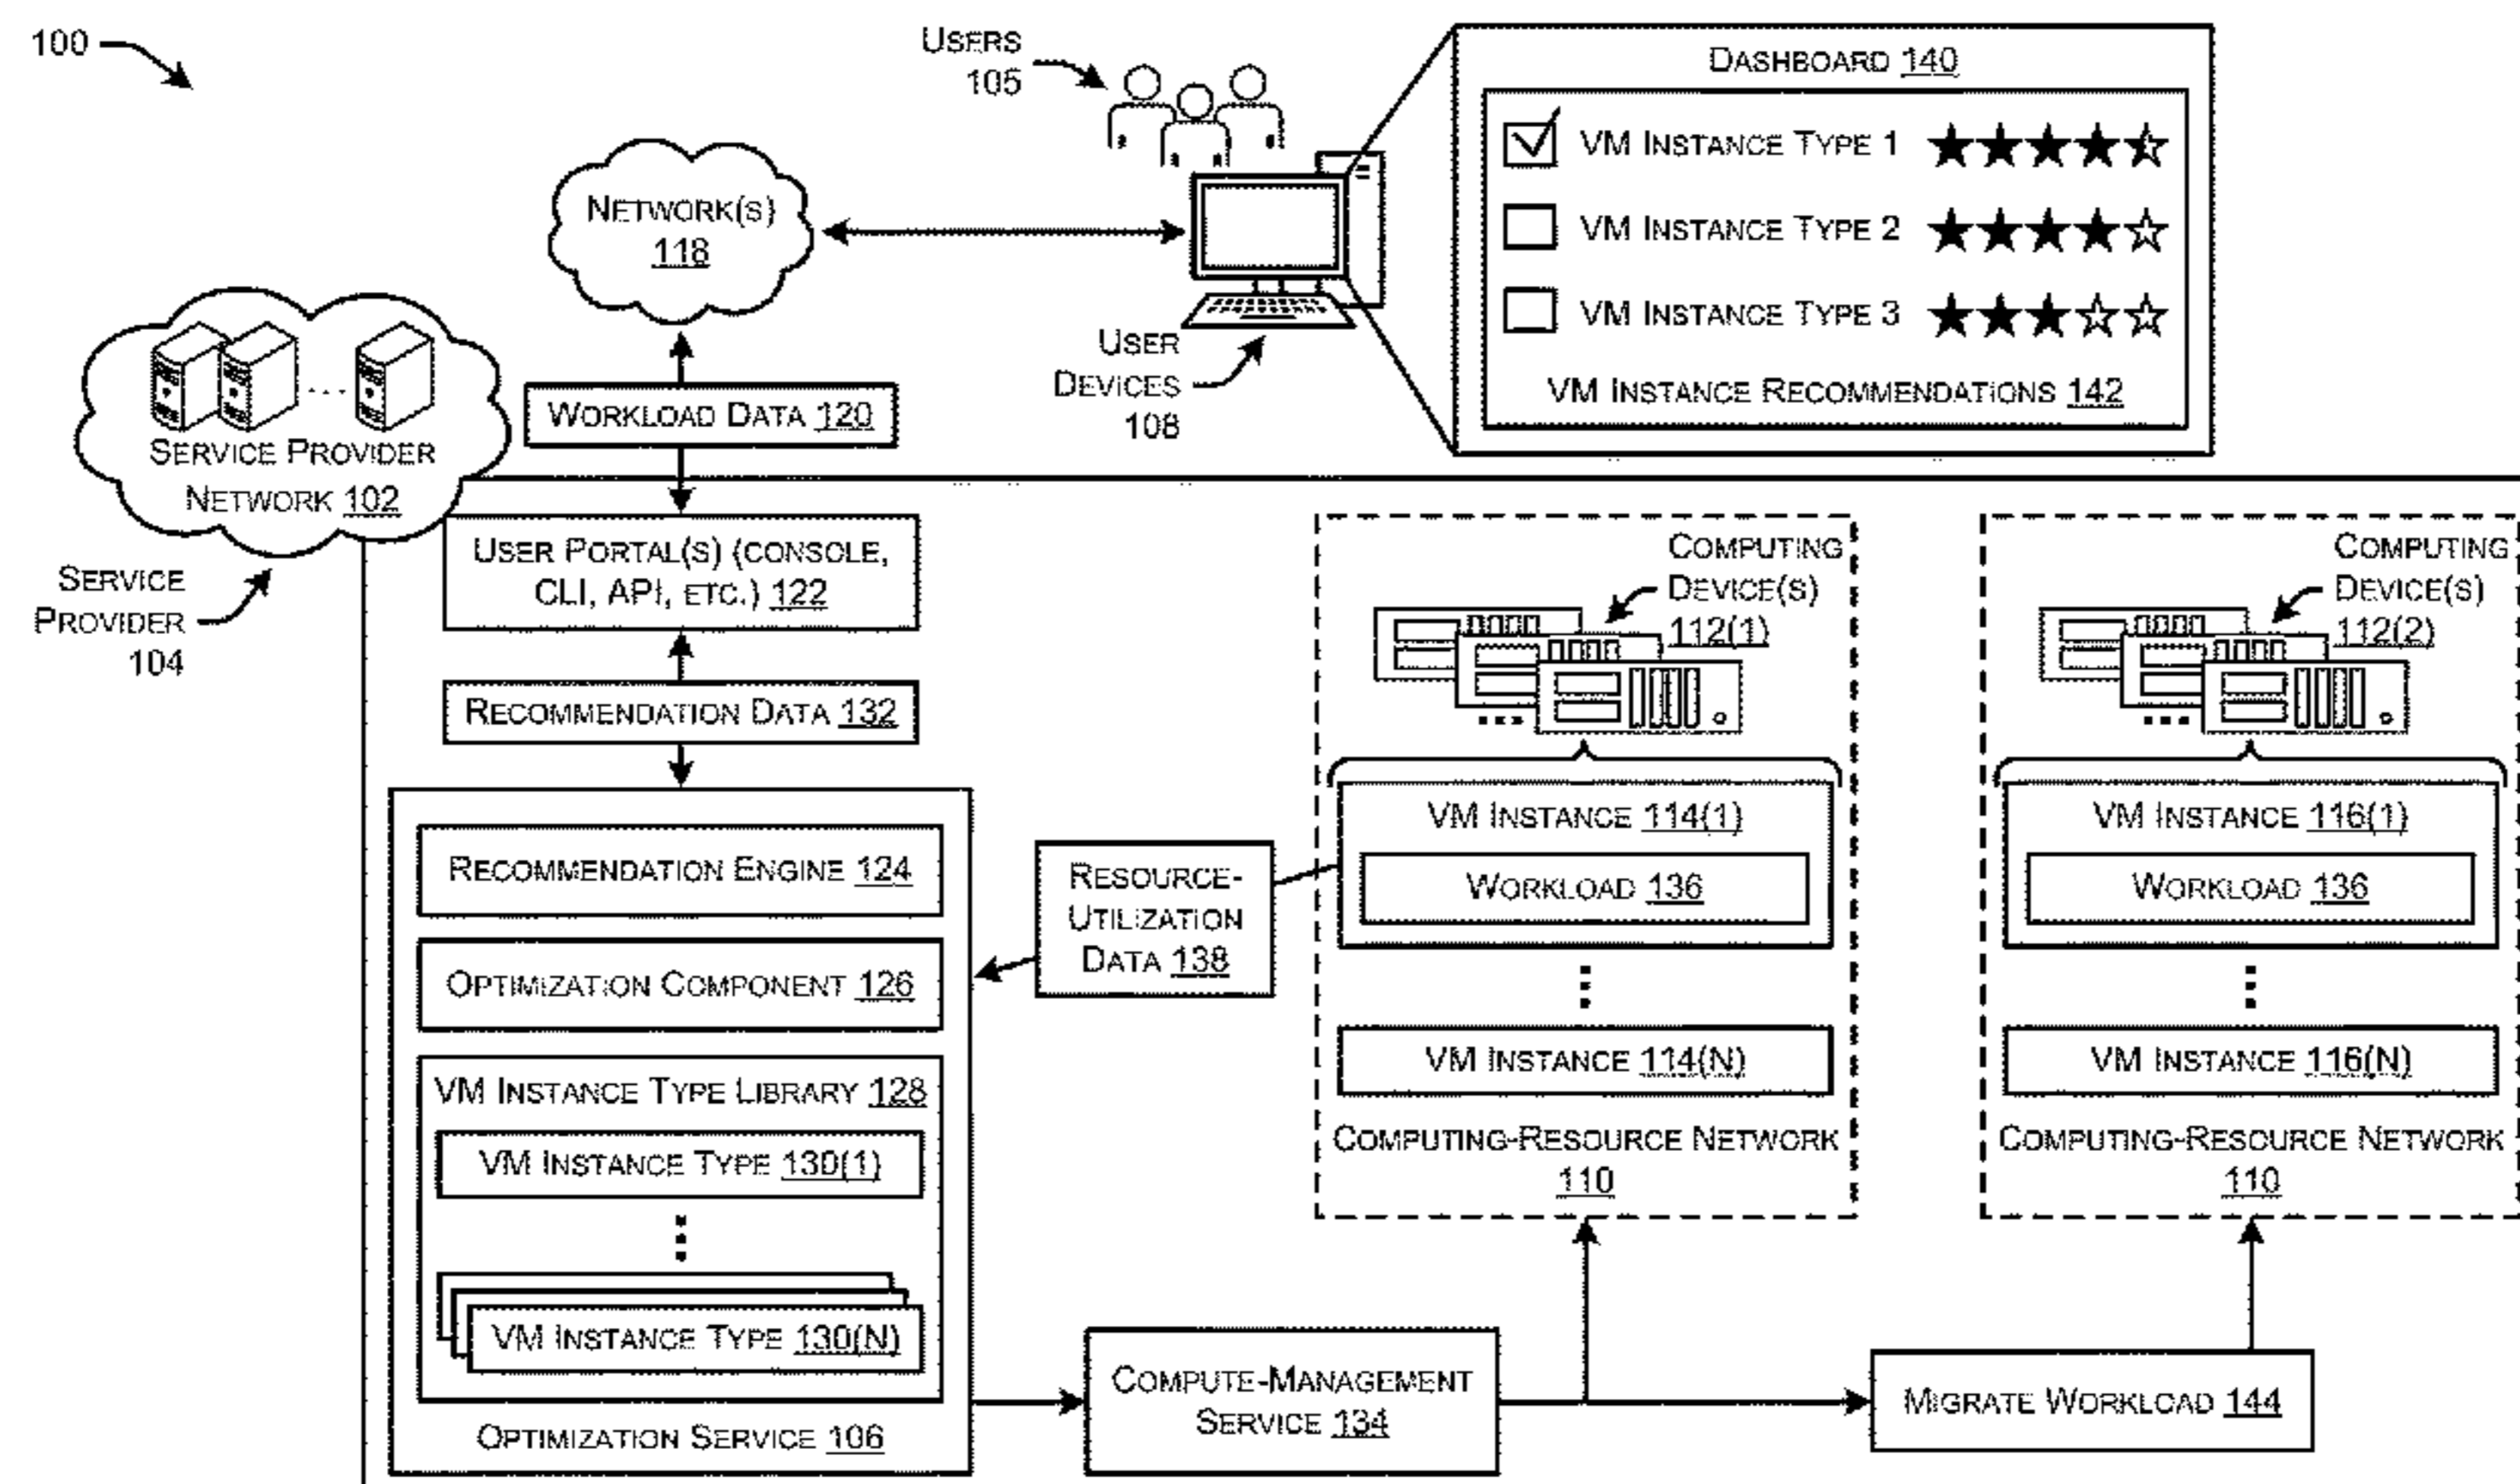 100
USERS
105
DASHBOARD 140
VM INSTANCE TYPE 1
VM INSTANCE TYPE 2
VM INSTANCE TYPE 3
VM INSTANCE RECOMMENDATIONS 142
NETWORK(S)
118
USER
DEVICES
108
WORKLOAD DATA 120
SERVICE PROVIDER
NETWORK 102
SERVICE
PROVIDER
104
USER PORTAL(S) (CONSOLE,
CLI, API, ETC.) 122
RECOMMENDATION DATA 132
RECOMMENDATION ENGINE 124
OPTIMIZATION COMPONENT 126
VM INSTANCE TYPE LIBRARY 128
VM INSTANCE TYPE 130(1)
VM INSTANCE TYPE 130(N)
OPTIMIZATION SERVICE 106
RESOURCE-
UTILIZATION
DATA 138
COMPUTING
DEVICE(S)
112(1)
VM INSTANCE 114(1)
WORKLOAD 136
VM INSTANCE 114(N)
COMPUTING-RESOURCE NETWORK
110
COMPUTING
DEVICE(S)
112(2)
VM INSTANCE 116(1)
WORKLOAD 136
VM INSTANCE 116(N)
COMPUTING-RESOURCE NETWORK
110
COMPUTE-MANAGEMENT
SERVICE 134
MIGRATE WORKLOAD 144